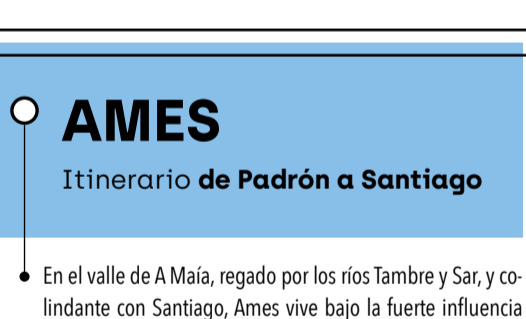 AMES
Itinerario de Padrón a Santiago
En el valle de A Maía, regado por los ríos Tambre y Sar, y co-
lindante con Santiago, Ames vive bajo la fuerte influencia